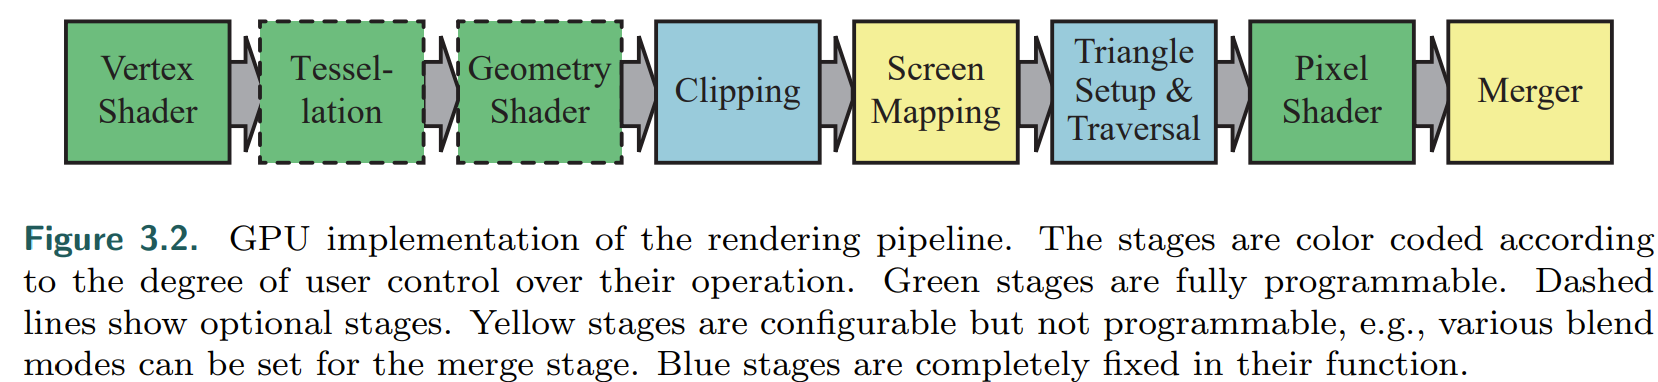 Vertex
Shader
Tessel-
lation
Geometry
Shader
Clipping
Screen
Mapping
Triangle
Setup &
Traversal
Pixel
Shader
Merger
Figure 3.2. GPU implementation of the rendering pipeline. The stages are color coded according
to the degree of user control over their operation. Green stages are fully programmable. Dashed
lines show optional stages. Yellow stages are configurable but not programmable, e.g., various blend
modes can be set for the merge stage. Blue stages are completely fixed in their function.